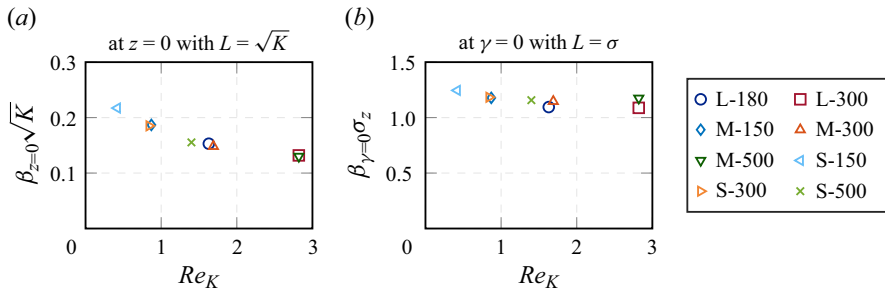 (a)
at z = 0 with L = √K
β_{z=0}√K
0.3
0.2
0.1
0
1
2
3
Re_K
(b)
at γ = 0 with L = σ
β_{γ=0}σ_z
1.5
1.0
0.5
0
1
2
3
Re_K
L-180 L-300
M-150 M-300
M-500 S-150
S-300 S-500